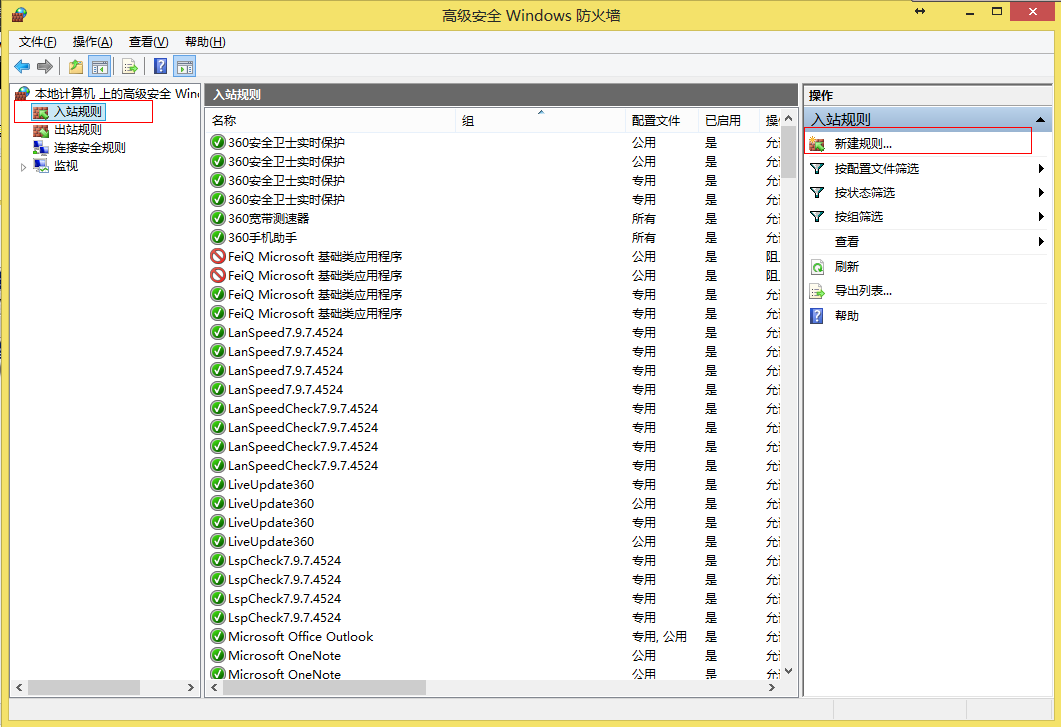 高级安全 Windows 防火墙
文件(F) 操作(A) 查看(V) 帮助(H)
本地计算机 上的高级安全 Win
入站规则
出站规则
连接安全规则
监视
入站规则
名称 组 配置文件 已启用 操
360安全卫士实时保护 公用 是 允
360安全卫士实时保护 公用 是 允
360安全卫士实时保护 专用 是 允
360安全卫士实时保护 专用 是 允
360宽带测速器 所有 是 允
360手机助手 所有 是 允
FeiQ Microsoft 基础类应用程序 公用 是 阻
FeiQ Microsoft 基础类应用程序 公用 是 阻
FeiQ Microsoft 基础类应用程序 专用 是 允
FeiQ Microsoft 基础类应用程序 专用 是 允
LanSpeed7.9.7.4524 专用 是 允
LanSpeed7.9.7.4524 专用 是 允
LanSpeed7.9.7.4524 专用 是 允
LanSpeed7.9.7.4524 专用 是 允
LanSpeedCheck7.9.7.4524 专用 是 允
LanSpeedCheck7.9.7.4524 专用 是 允
LanSpeedCheck7.9.7.4524 专用 是 允
LanSpeedCheck7.9.7.4524 专用 是 允
LiveUpdate360 专用 是 允
LiveUpdate360 公用 是 允
LiveUpdate360 专用 是 允
LiveUpdate360 公用 是 允
LspCheck7.9.7.4524 专用 是 允
LspCheck7.9.7.4524 专用 是 允
LspCheck7.9.7.4524 专用 是 允
LspCheck7.9.7.4524 专用 是 允
Microsoft Office Outlook 专用, 公用 是 允
Microsoft OneNote 公用 是 允
Microsoft OneNote 公用 是 允
操作
入站规则
新建规则...
按配置文件筛选
按状态筛选
按组筛选
查看
刷新
导出列表...
帮助